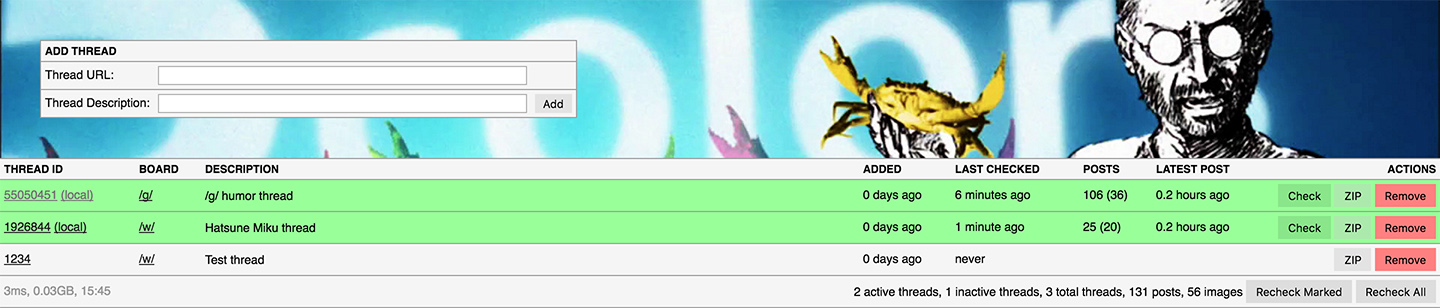 ADD THREAD
Thread URL:
Thread Description: Add
THREAD ID BOARD DESCRIPTION ADDED LAST CHECKED POSTS LATEST POST ACTIONS
55050451 (local) /g/ /g/ humor thread 0 days ago 6 minutes ago 106 (36) 0.2 hours ago Check ZIP Remove
1926844 (local) /w/ Hatsune Miku thread 0 days ago 1 minute ago 25 (20) 0.2 hours ago Check ZIP Remove
1234 /w/ Test thread 0 days ago never ZIP Remove
3ms, 0.03GB, 15:45 2 active threads, 1 inactive threads, 3 total threads, 131 posts, 56 images Recheck Marked Recheck All